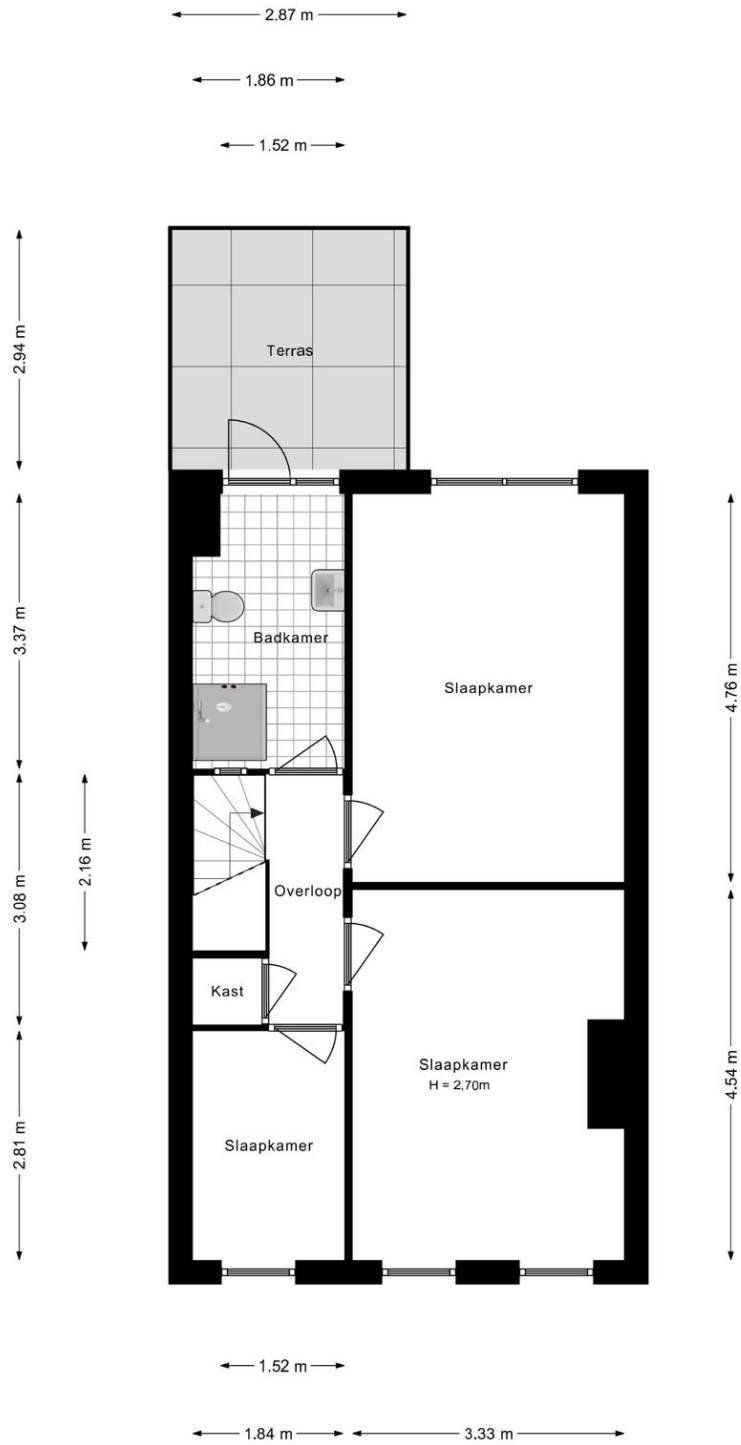 2.87 m
1.86 m
1.52 m
2.94 m
Terras
3.37 m
Badkamer
Slaapkamer
4.76 m
3.08 m
2.16 m
Overloop
Kast
Slaapkamer
H = 2,70m
4.54 m
2.81 m
Slaapkamer
1.52 m
1.84 m
3.33 m